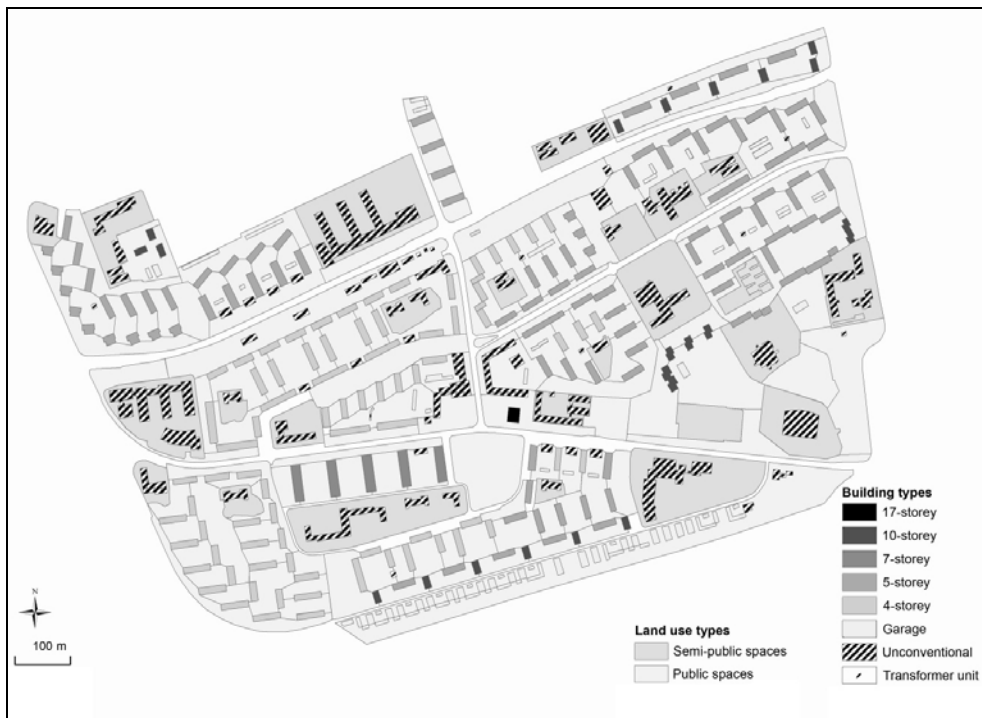 N
100 m
Land use types
Semi-public spaces
Public spaces
Building types
17-storey
10-storey
7-storey
5-storey
4-storey
Garage
Unconventional
Transformer unit